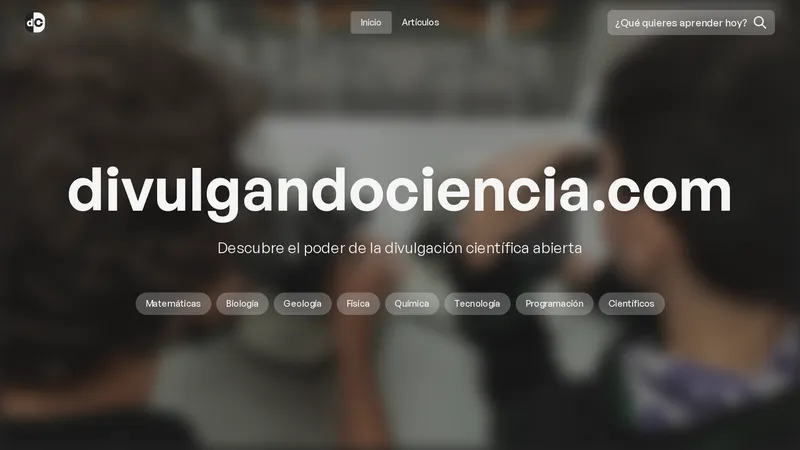 dC
Inicio Artículos ¿Qué quieres aprender hoy?
divulgandociencia.com
Descubre el poder de la divulgación científica abierta
Matemáticas Biología Geología Física Química Tecnología Programación Científicos